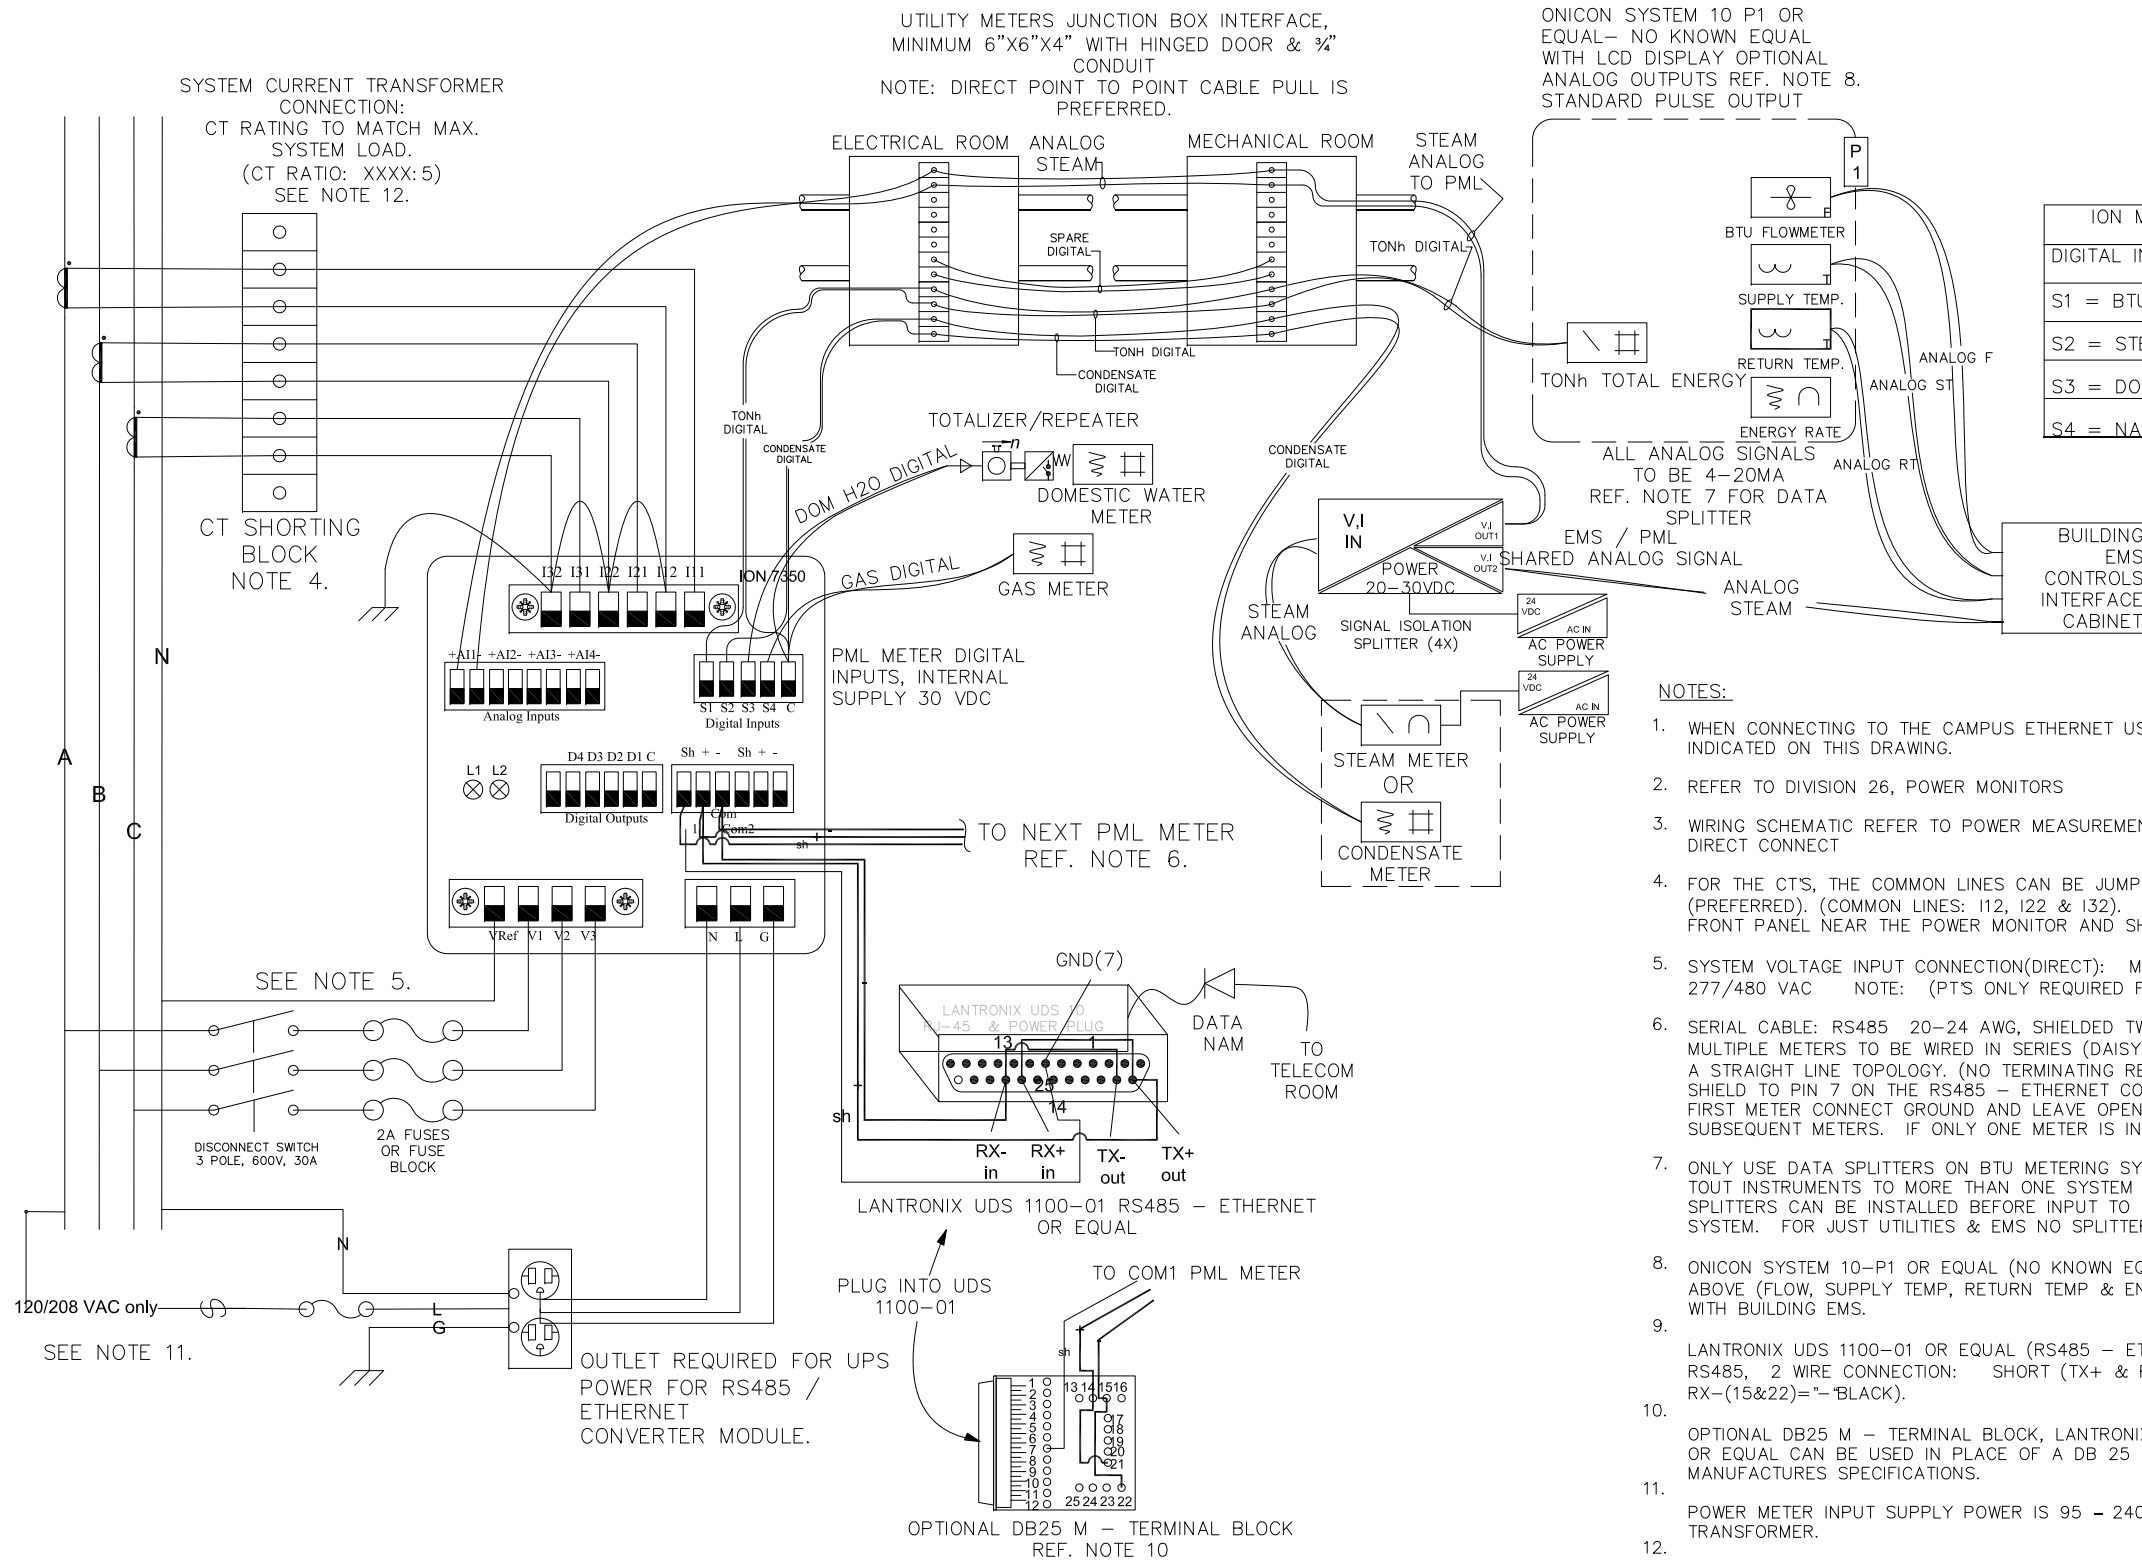 UTILITY METERS JUNCTION BOX INTERFACE,
MINIMUM 6”X6”X4” WITH HINGED DOOR & ¾”
CONDUIT
NOTE: DIRECT POINT TO POINT CABLE PULL IS
PREFERRED.
ONICON SYSTEM 10 P1 OR
EQUAL– NO KNOWN EQUAL
WITH LCD DISPLAY OPTIONAL
ANALOG OUTPUTS REF. NOTE 8.
STANDARD PULSE OUTPUT
SYSTEM CURRENT TRANSFORMER
CONNECTION:
CT RATING TO MATCH MAX.
SYSTEM LOAD.
(CT RATIO: XXXX:5)
SEE NOTE 12.
ELECTRICAL ROOM
ANALOG
STEAM
MECHANICAL ROOM
STEAM
ANALOG
TO PML
P
1
F
BTU FLOWMETER
T
SUPPLY TEMP.
T
RETURN TEMP.
ENERGY RATE
TONh TOTAL ENERGY
SPARE
DIGITAL
TONh DIGITAL
TONH DIGITAL
CONDENSATE
DIGITAL
ANALOG F
ANALOG ST
ANALOG RT
ION M
DIGITAL IN
S1 = BTU
S2 = STE
S3 = DO
S4 = NA
CT SHORTING
BLOCK
NOTE 4.
TONh
DIGITAL
CONDENSATE
DIGITAL
TOTALIZER/REPEATER
n
DOM H2O DIGITAL
DOMESTIC WATER
METER
GAS DIGITAL
GAS METER
CONDENSATE
DIGITAL
ALL ANALOG SIGNALS
TO BE 4–20MA
REF. NOTE 7 FOR DATA
SPLITTER
V,I
IN
V,I
OUT1
V,I
OUT2
POWER
20–30VDC
EMS / PML
SHARED ANALOG SIGNAL
ANALOG
STEAM
BUILDING
EMS
CONTROLS
INTERFACE
CABINET
STEAM
ANALOG
SIGNAL ISOLATION
SPLITTER (4X)
24
VDC
AC IN
AC POWER
SUPPLY
24
VDC
AC IN
AC POWER
SUPPLY
STEAM METER
OR
CONDENSATE
METER
I32 I31 I22 I21 I12 I11
ION 7350
+AI1- +AI2- +AI3- +AI4-
Analog Inputs
S1 S2 S3 S4 C
Digital Inputs
PML METER DIGITAL
INPUTS, INTERNAL
SUPPLY 30 VDC
L1 L2
D4 D3 D2 D1 C
Digital Outputs
Sh + - Sh + -
Com
1 Com2
-
+
sh
TO NEXT PML METER
REF. NOTE 6.
VRef V1 V2 V3
N L G
A
B
C
N
SEE NOTE 5.
DISCONNECT SWITCH
3 POLE, 600V, 30A
2A FUSES
OR FUSE
BLOCK
GND(7)
LANTRONIX UDS 10
RJ–45 & POWER PLUG
13
1
25
14
-
+
sh
DATA
NAM
TO
TELECOM
ROOM
RX-
in
RX+
in
TX-
out
TX+
out
LANTRONIX UDS 1100–01 RS485 – ETHERNET
OR EQUAL
N
120/208 VAC only
L
G
SEE NOTE 11.
OUTLET REQUIRED FOR UPS
POWER FOR RS485 /
ETHERNET
CONVERTER MODULE.
PLUG INTO UDS
1100–01
TO COM1 PML METER
sh
+
-
1
2
3
4
5
6
7
8
9
10
11
12
13 14 15 16
17
18
19
20
21
25 24 23 22
OPTIONAL DB25 M – TERMINAL BLOCK
REF. NOTE 10
NOTES:
1. WHEN CONNECTING TO THE CAMPUS ETHERNET US
INDICATED ON THIS DRAWING.
2. REFER TO DIVISION 26, POWER MONITORS
3. WIRING SCHEMATIC REFER TO POWER MEASUREMEN
DIRECT CONNECT
4. FOR THE CT'S, THE COMMON LINES CAN BE JUMP
(PREFERRED). (COMMON LINES: I12, I22 & I32).
FRONT PANEL NEAR THE POWER MONITOR AND SH
5. SYSTEM VOLTAGE INPUT CONNECTION(DIRECT): M
277/480 VAC NOTE: (PT'S ONLY REQUIRED F
6. SERIAL CABLE: RS485 20–24 AWG, SHIELDED TW
MULTIPLE METERS TO BE WIRED IN SERIES (DAISY
A STRAIGHT LINE TOPOLOGY. (NO TERMINATING RE
SHIELD TO PIN 7 ON THE RS485 – ETHERNET CO
FIRST METER CONNECT GROUND AND LEAVE OPEN
SUBSEQUENT METERS. IF ONLY ONE METER IS IN
7. ONLY USE DATA SPLITTERS ON BTU METERING SY
TOUT INSTRUMENTS TO MORE THAN ONE SYSTEM
SPLITTERS CAN BE INSTALLED BEFORE INPUT TO
SYSTEM. FOR JUST UTILITIES & EMS NO SPLITTER
8. ONICON SYSTEM 10–P1 OR EQUAL (NO KNOWN EQ
ABOVE (FLOW, SUPPLY TEMP, RETURN TEMP & EN
WITH BUILDING EMS.
9.
LANTRONIX UDS 1100–01 OR EQUAL (RS485 – ET
RS485, 2 WIRE CONNECTION: SHORT (TX+ & R
RX–(15&22)=”–“BLACK).
10.
OPTIONAL DB25 M – TERMINAL BLOCK, LANTRONIX
OR EQUAL CAN BE USED IN PLACE OF A DB 25
MANUFACTURES SPECIFICATIONS.
11.
POWER METER INPUT SUPPLY POWER IS 95 – 240
TRANSFORMER.
12.